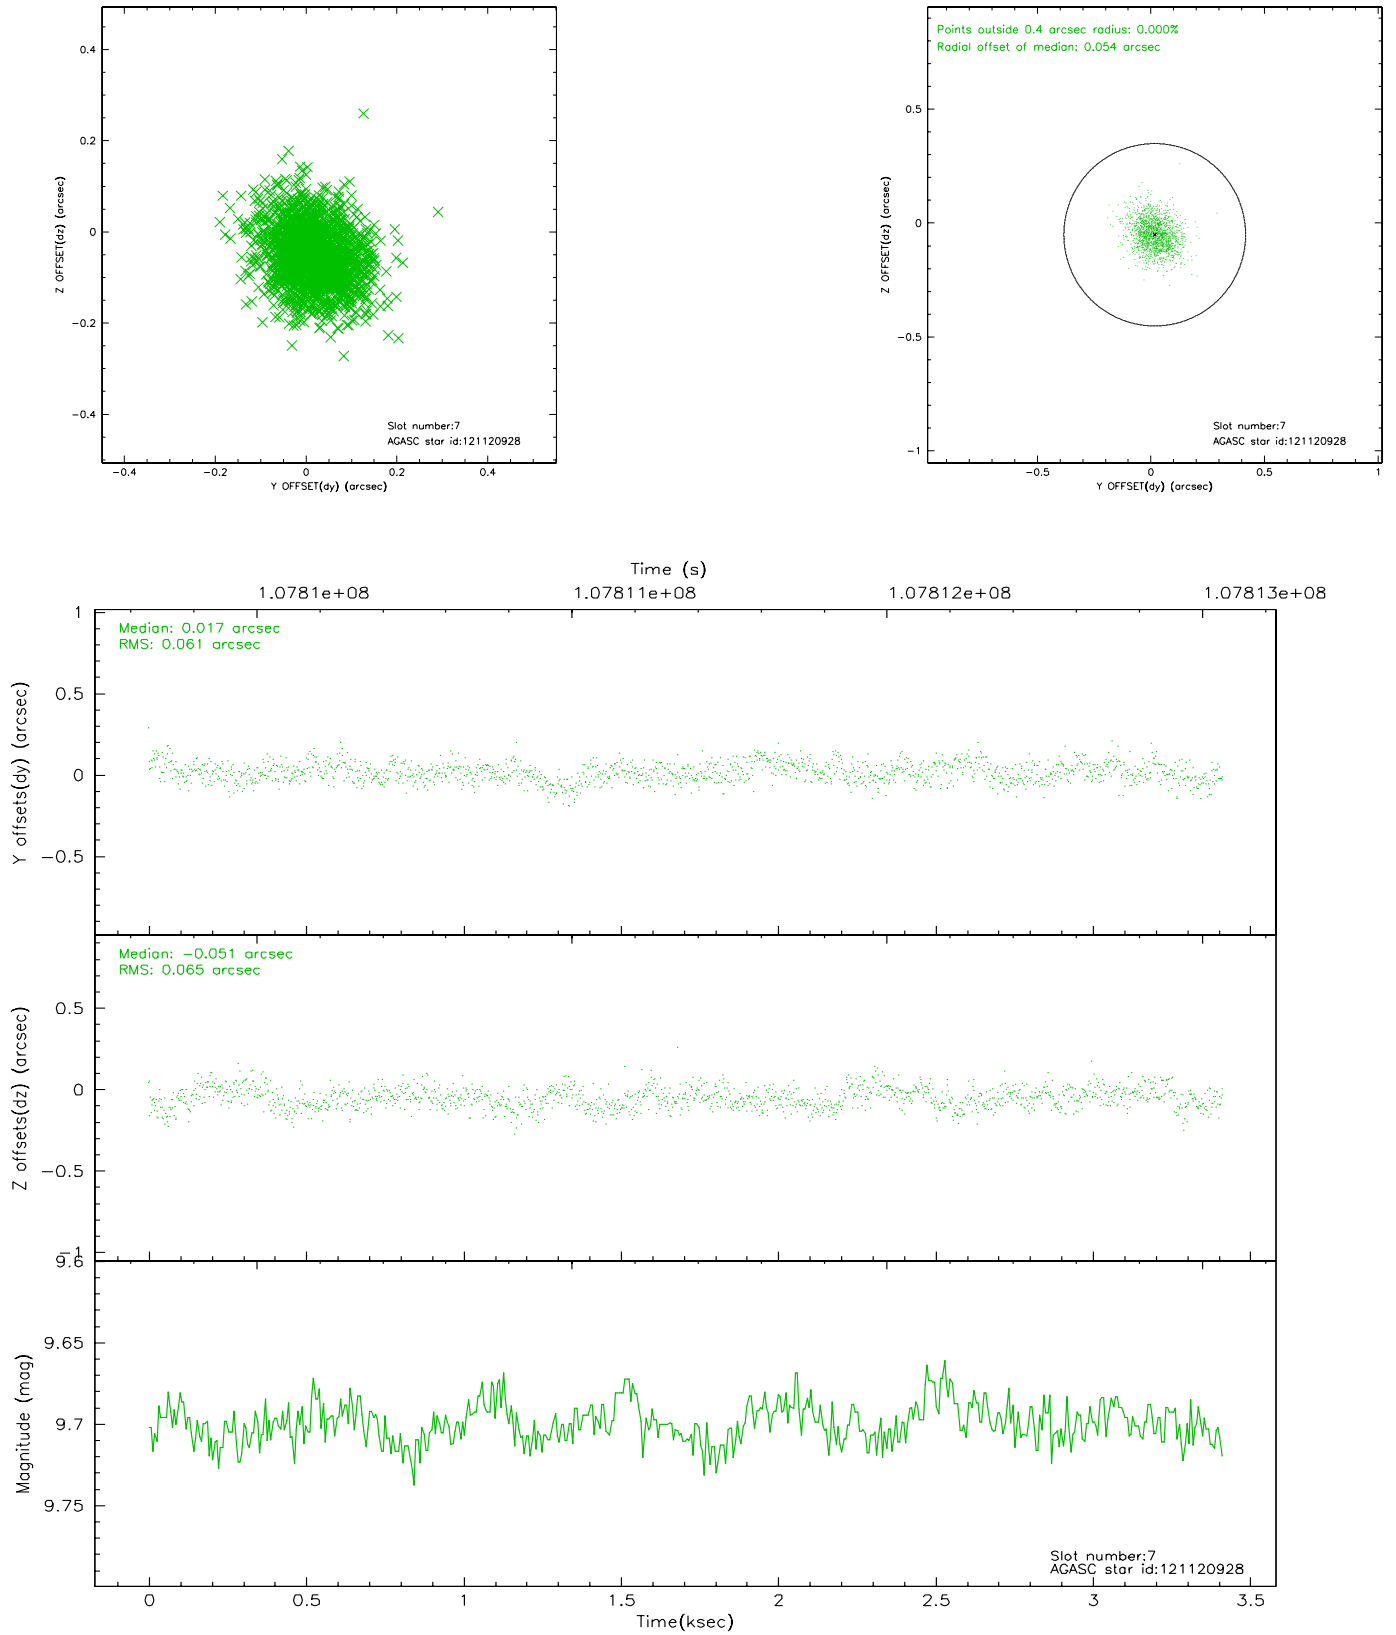 0.4
0.2
0
−0.2
−0.4
Z OFFSET(dz) (arcsec)
Slot number:7
AGASC star id:121120928
−0.4 −0.2 0 0.2 0.4
Y OFFSET(dy) (arcsec)
Points outside 0.4 arcsec radius: 0.000%
Radial offset of median: 0.054 arcsec
0.5
0
−0.5
−1
Z OFFSET(dz) (arcsec)
Slot number:7
AGASC star id:121120928
−0.5 0 0.5 1
Y OFFSET(dy) (arcsec)
Time (s)
1.0781e+08 1.07811e+08 1.07812e+08 1.07813e+08
Median: 0.017 arcsec
RMS: 0.061 arcsec
1
0.5
0
−0.5
Y offsets(dy) (arcsec)
Median: −0.051 arcsec
RMS: 0.065 arcsec
0.5
0
−0.5
−1
Z offsets(dz) (arcsec)
9.6
9.65
9.7
9.75
Magnitude (mag)
Slot number:7
AGASC star id:121120928
0 0.5 1 1.5 2 2.5 3 3.5
Time(ksec)